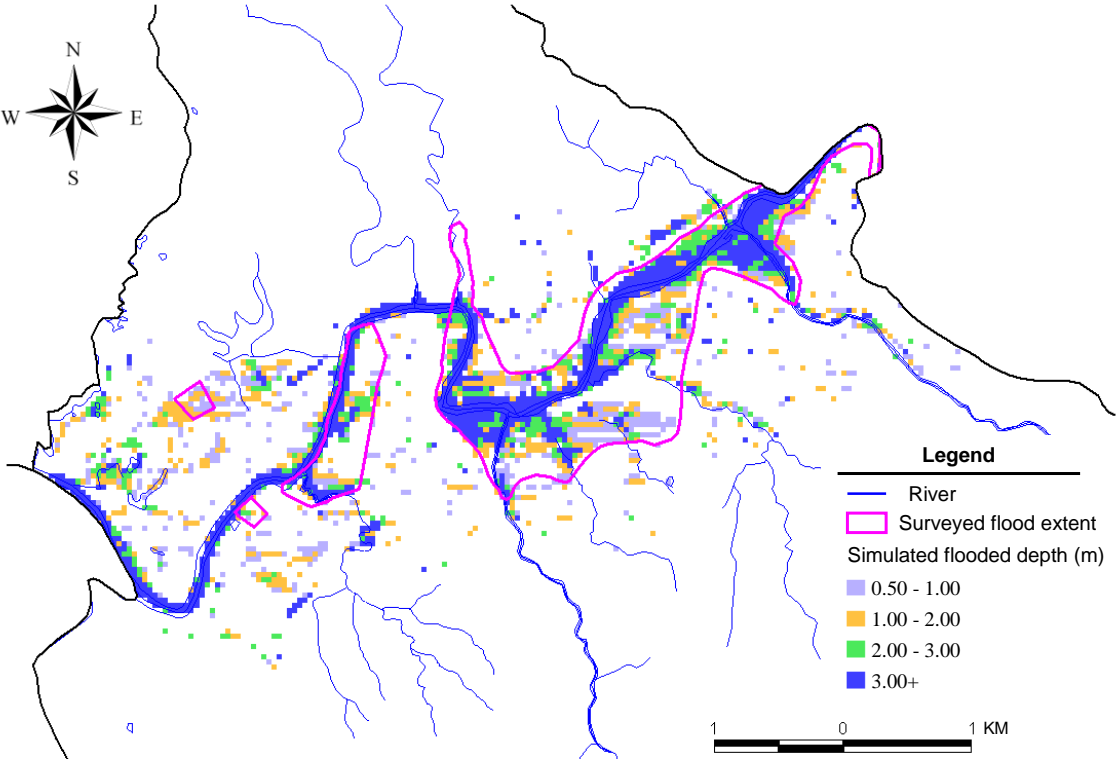 N
W E
S
Legend
River
Surveyed flood extent
Simulated flooded depth (m)
0.50 - 1.00
1.00 - 2.00
2.00 - 3.00
3.00+
1 0 1 KM